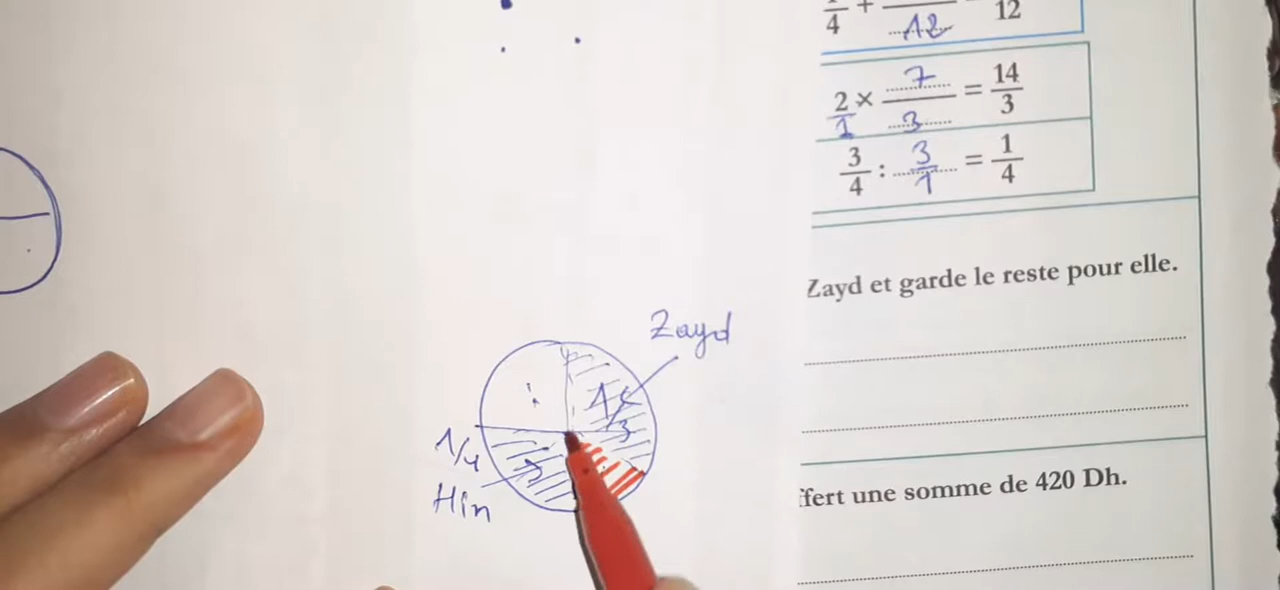 4 + 12 12
2/1 × 7/3 = 14/3
3/4 : 3/1 = 1/4
Zayd et garde le reste pour elle.
Zayd
1/3
1/4
Hin
ffert une somme de 420 Dh.